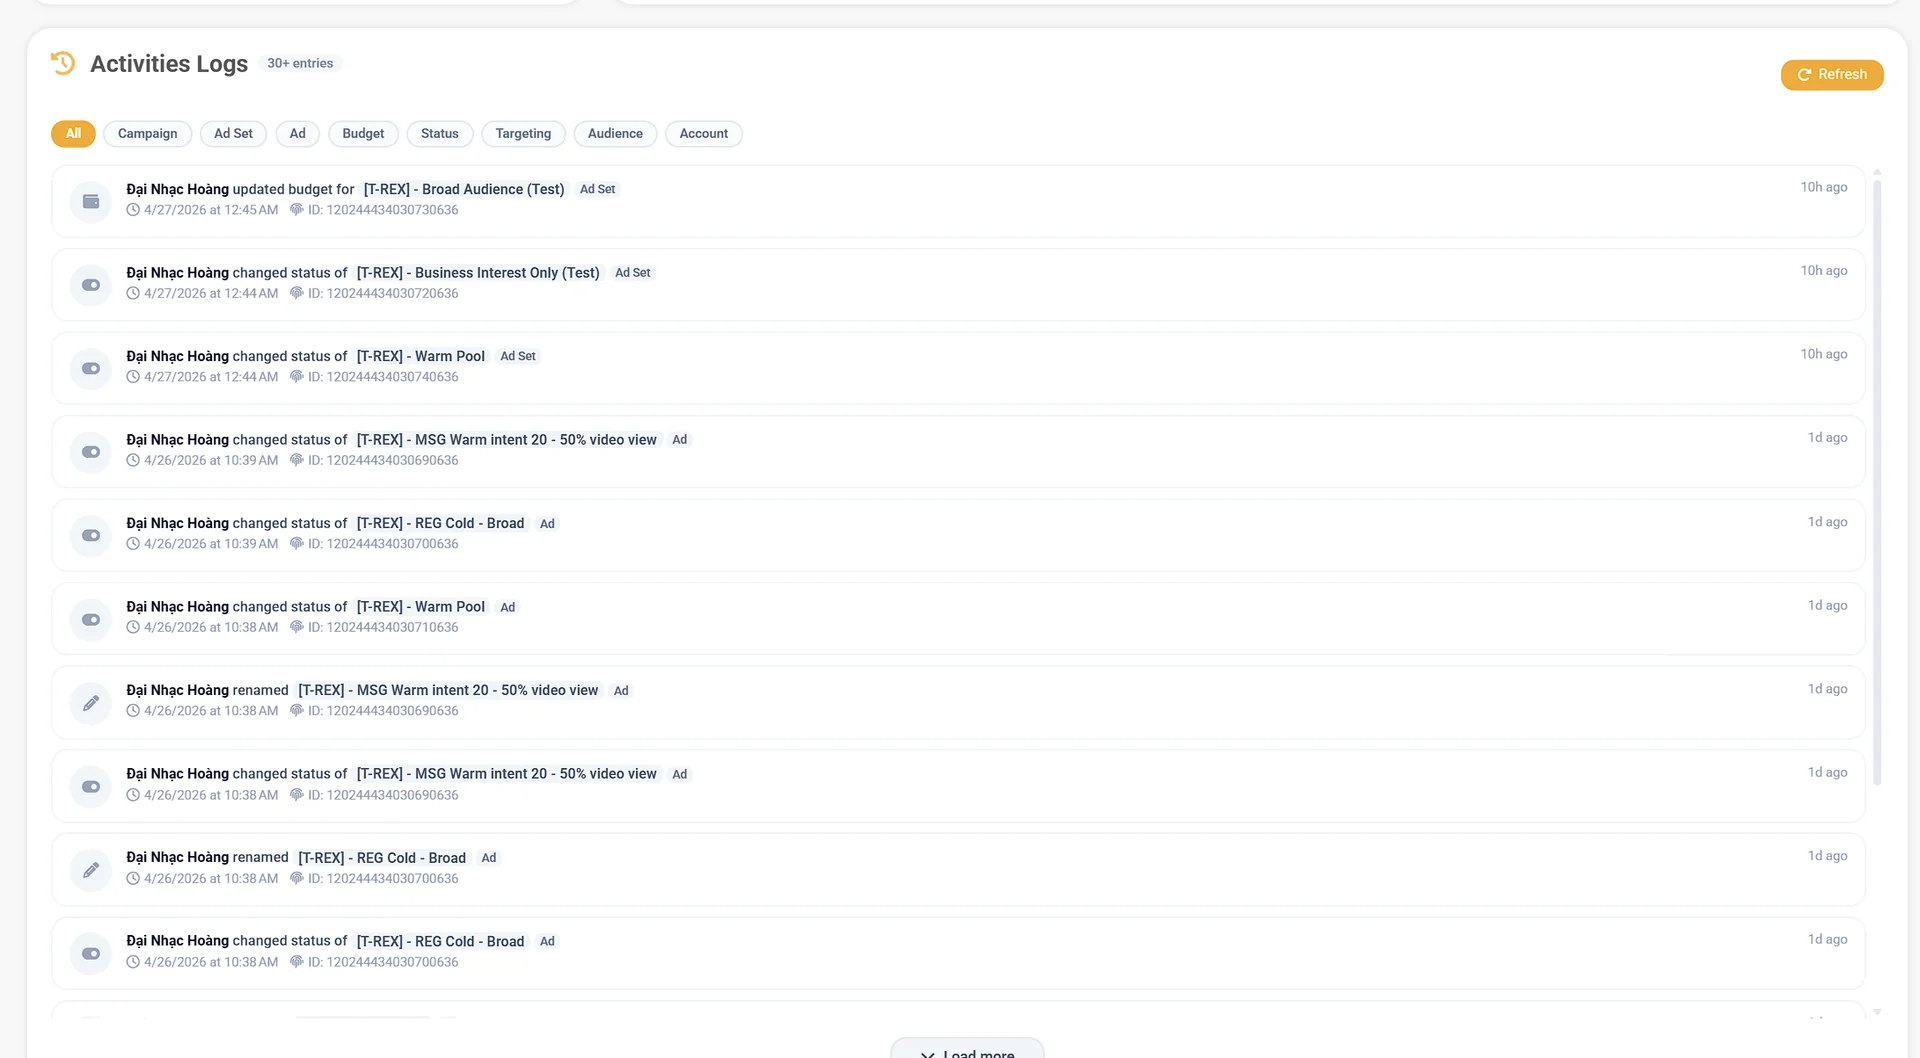 Activities Logs 30+ entries
Refresh
All Campaign Ad Set Ad Budget Status Targeting Audience Account
Đại Nhạc Hoàng updated budget for [T-REX] - Broad Audience (Test) Ad Set
10h ago
4/27/2026 at 12:45 AM ID: 120244434030730636
Đại Nhạc Hoàng changed status of [T-REX] - Business Interest Only (Test) Ad Set
10h ago
4/27/2026 at 12:44 AM ID: 120244434030720636
Đại Nhạc Hoàng changed status of [T-REX] - Warm Pool Ad Set
10h ago
4/27/2026 at 12:44 AM ID: 120244434030740636
Đại Nhạc Hoàng changed status of [T-REX] - MSG Warm intent 20 - 50% video view Ad
1d ago
4/26/2026 at 10:39 AM ID: 120244434030690636
Đại Nhạc Hoàng changed status of [T-REX] - REG Cold - Broad Ad
1d ago
4/26/2026 at 10:39 AM ID: 120244434030700636
Đại Nhạc Hoàng changed status of [T-REX] - Warm Pool Ad
1d ago
4/26/2026 at 10:38 AM ID: 120244434030710636
Đại Nhạc Hoàng renamed [T-REX] - MSG Warm intent 20 - 50% video view Ad
1d ago
4/26/2026 at 10:38 AM ID: 120244434030690636
Đại Nhạc Hoàng changed status of [T-REX] - MSG Warm intent 20 - 50% video view Ad
1d ago
4/26/2026 at 10:38 AM ID: 120244434030690636
Đại Nhạc Hoàng renamed [T-REX] - REG Cold - Broad Ad
1d ago
4/26/2026 at 10:38 AM ID: 120244434030700636
Đại Nhạc Hoàng changed status of [T-REX] - REG Cold - Broad Ad
1d ago
4/26/2026 at 10:38 AM ID: 120244434030700636
Load more